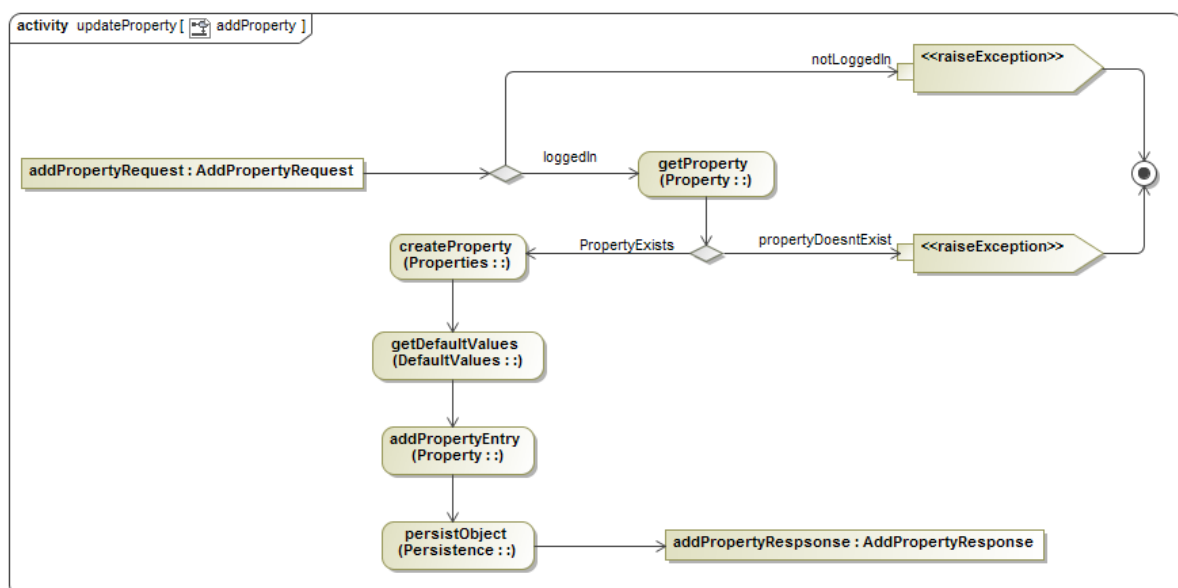 activity updateProperty [ addProperty ]
notLoggedIn
<<raiseException>>
addPropertyRequest : AddPropertyRequest
loggedIn
getProperty
(Property : :)
createProperty
(Properties : :)
PropertyExists
propertyDoesntExist
<<raiseException>>
getDefaultValues
(DefaultValues : :)
addPropertyEntry
(Property : :)
persistObject
(Persistence : :)
addPropertyRespsonse : AddPropertyResponse